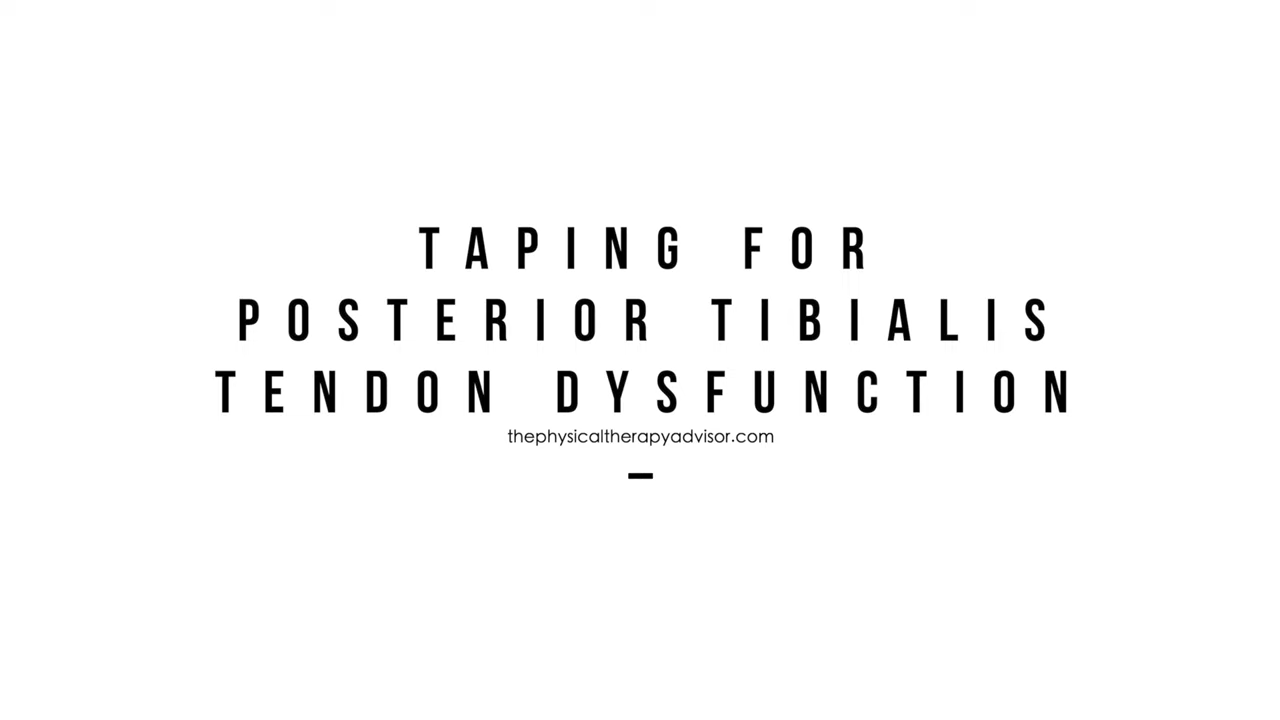 TAPING FOR
POSTERIOR TIBIALIS
TENDON DYSFUNCTION
thephysicaltherapyadvisor.com